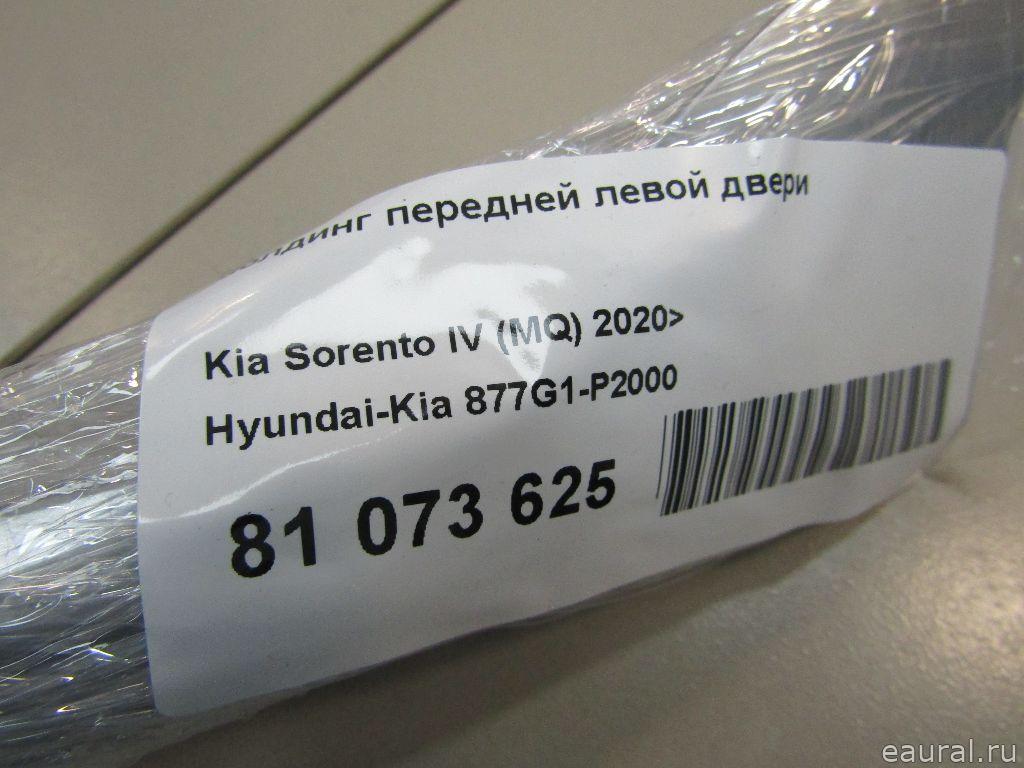 передней левой двери
Kia Sorento IV (MQ) 2020>
Hyundai-Kia 877G1-P2000
81 073 625
eaural.ru